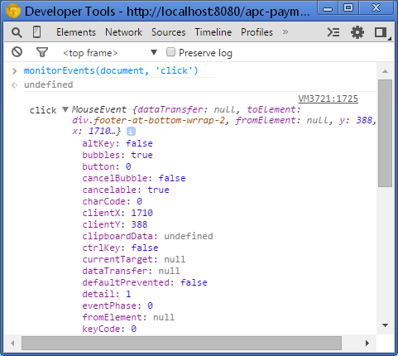 Developer Tools - http://localhost:8080/apc-paym
Elements Network Sources Timeline »
<top frame> Preserve log
> monitorEvents(document, 'click')
undefined
VM3721:1725
click MouseEvent {dataTransfer: null, toElement:
div.footer-at-bottom-wrap-2, fromElement: null, y: 388,
x: 1710…}
altKey: false
bubbles: true
button: 0
cancelBubble: false
cancelable: true
charCode: 0
clientX: 1710
clientY: 388
clipboardData: undefined
ctrlKey: false
currentTarget: null
dataTransfer: null
defaultPrevented: false
detail: 1
eventPhase: 0
fromElement: null
keyCode: 0